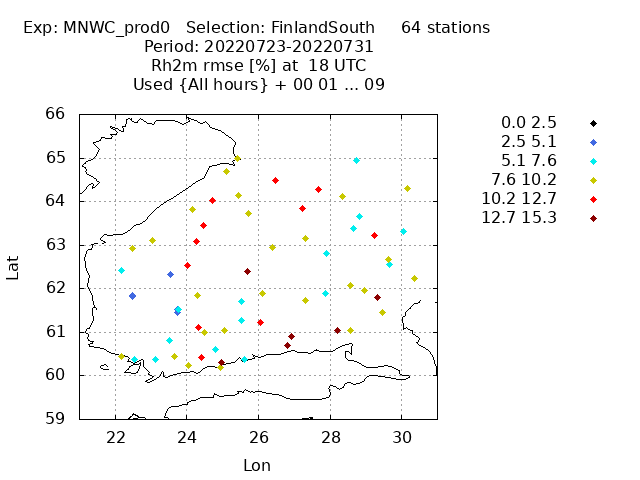 Exp: MNWC_prod0 Selection: FinlandSouth 64 stations
Period: 20220723-20220731
Rh2m rmse [%] at 18 UTC
Used {All hours} + 00 01 ... 09
66
65
64
63
62
61
60
59
Lat
22 24 26 28 30
Lon
0.0 2.5
2.5 5.1
5.1 7.6
7.6 10.2
10.2 12.7
12.7 15.3